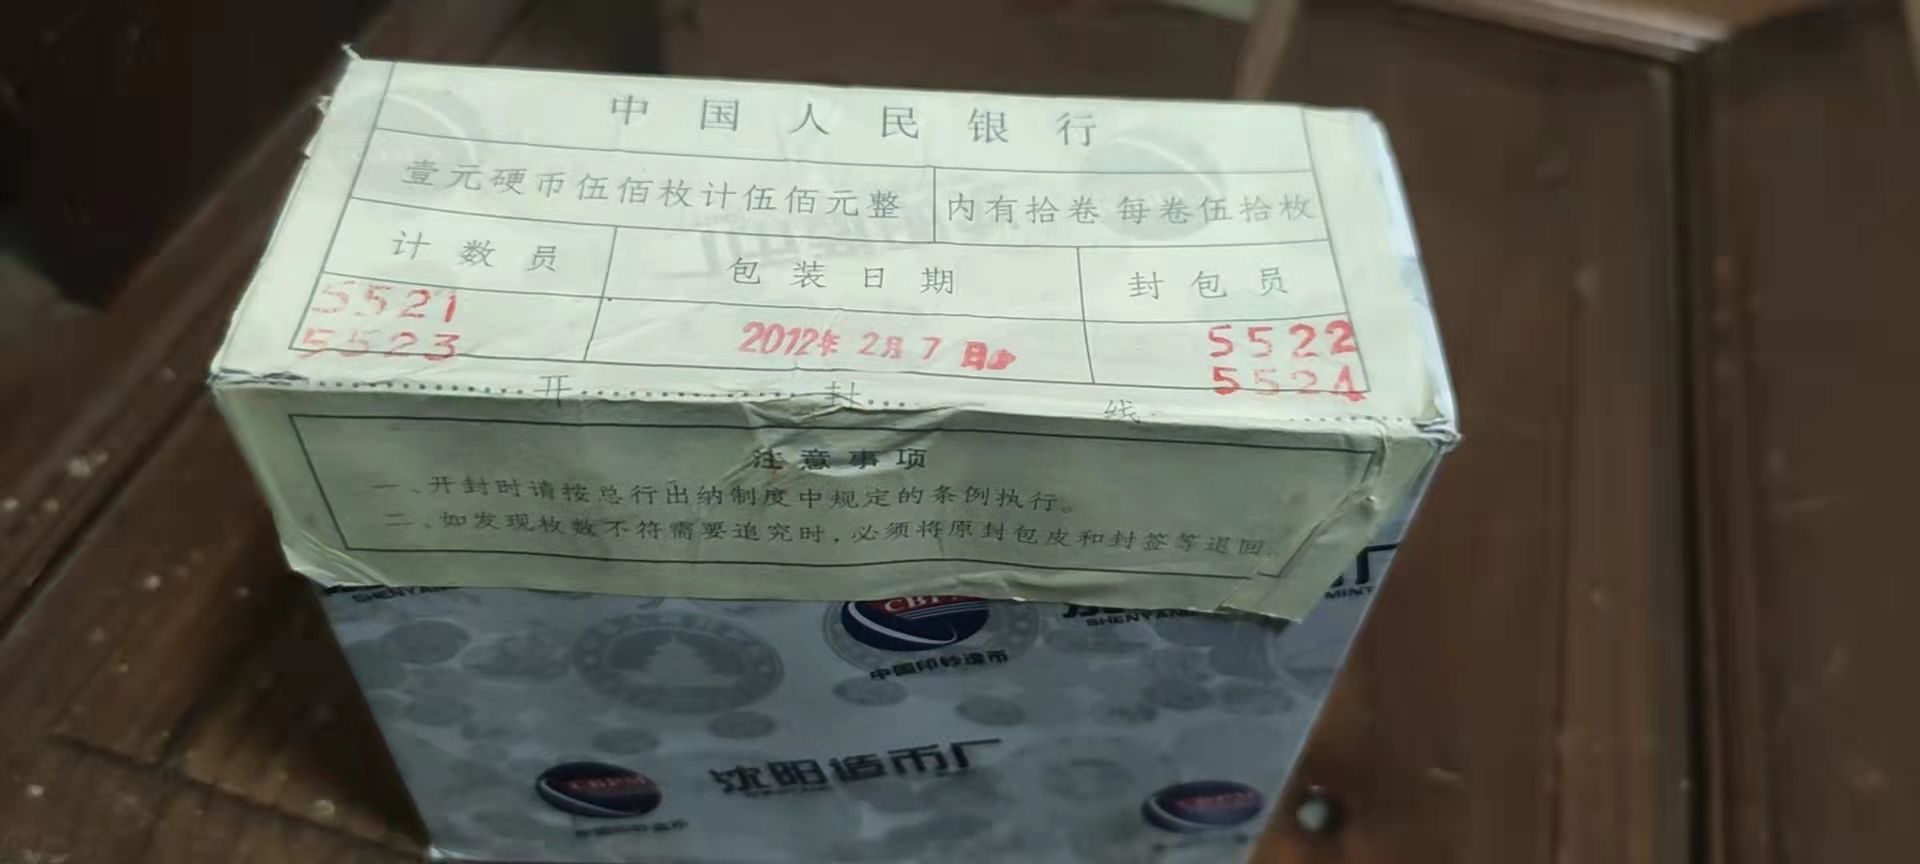 中国人民银行
壹元硬币伍佰枚计伍佰元整 内有拾卷 每卷伍拾枚
计数员 包装日期 封包员
5521 2012年 2月 7日 5522
5523 5524
开封线
注意事项
一、开封时请按总行出纳制度中规定的条例执行。
二、如发现枚数不符需要追究时，必须将原封包皮和封签等退回。
SHENYANG
SHENYANG
MINT
中国印钞造币
沈阳造币厂
CBPM